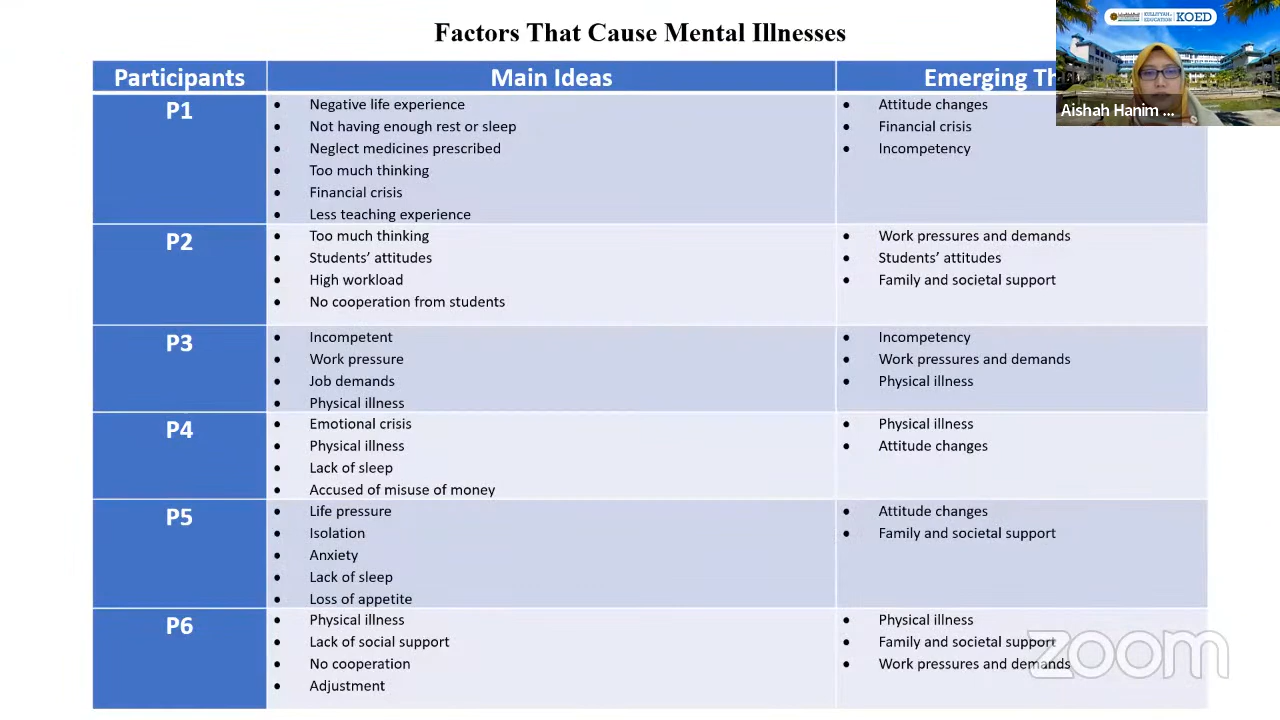 Factors That Cause Mental Illnesses
KULLIYYAH of
EDUCATION
KOED
Aishah Hanim ...
Participants
Main Ideas
Emerging
P1
• Negative life experience
• Not having enough rest or sleep
• Neglect medicines prescribed
• Too much thinking
• Financial crisis
• Less teaching experience
• Attitude changes
• Financial crisis
• Incompetency
P2
• Too much thinking
• Students’ attitudes
• High workload
• No cooperation from students
• Work pressures and demands
• Students’ attitudes
• Family and societal support
P3
• Incompetent
• Work pressure
• Job demands
• Physical illness
• Incompetency
• Work pressures and demands
• Physical illness
P4
• Emotional crisis
• Physical illness
• Lack of sleep
• Accused of misuse of money
• Physical illness
• Attitude changes
P5
• Life pressure
• Isolation
• Anxiety
• Lack of sleep
• Loss of appetite
• Attitude changes
• Family and societal support
P6
• Physical illness
• Lack of social support
• No cooperation
• Adjustment
• Physical illness
• Family and societal support
• Work pressures and demands
zoom